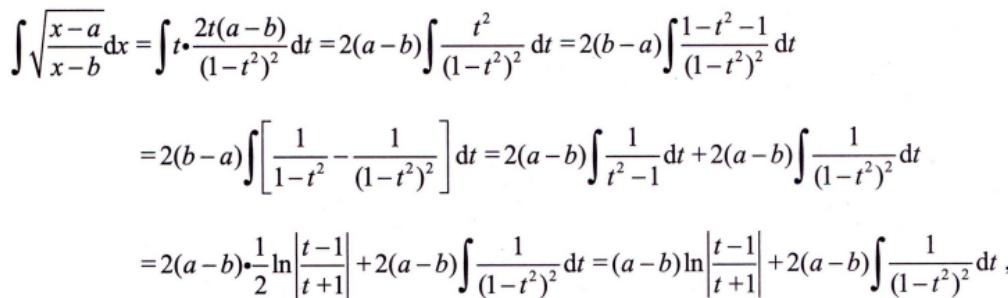 ∫√((x−a)/(x−b)) dx = ∫ t·(2t(a−b))/((1−t²)²) dt = 2(a−b)∫ t²/((1−t²)²) dt = 2(b−a)∫ (1−t²−1)/((1−t²)²) dt
=2(b−a)∫[1/(1−t²) − 1/((1−t²)²)] dt = 2(a−b)∫ 1/(t²−1) dt + 2(a−b)∫ 1/((1−t²)²) dt
=2(a−b)·(1/2) ln|(t−1)/(t+1)| + 2(a−b)∫ 1/((1−t²)²) dt = (a−b) ln|(t−1)/(t+1)| + 2(a−b)∫ 1/((1−t²)²) dt ,